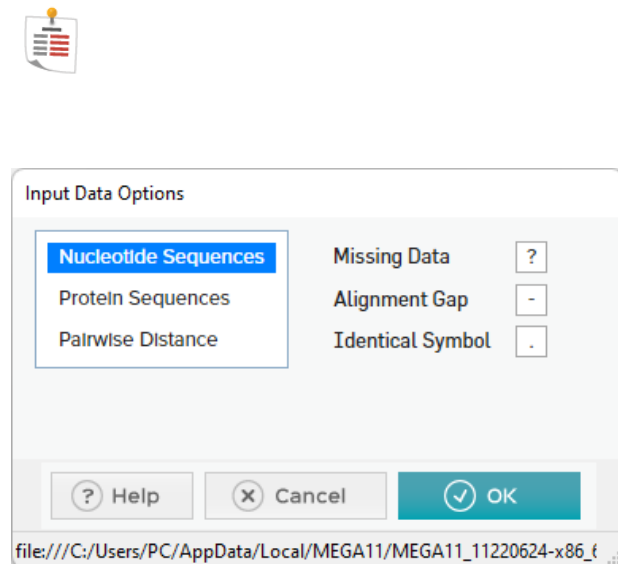 Input Data Options
Nucleotide Sequences
Protein Sequences
Pairwise Distance
Missing Data ?
Alignment Gap -
Identical Symbol .
? Help
Cancel
OK
file:///C:/Users/PC/AppData/Local/MEGA11/MEGA11_11220624-x86_6